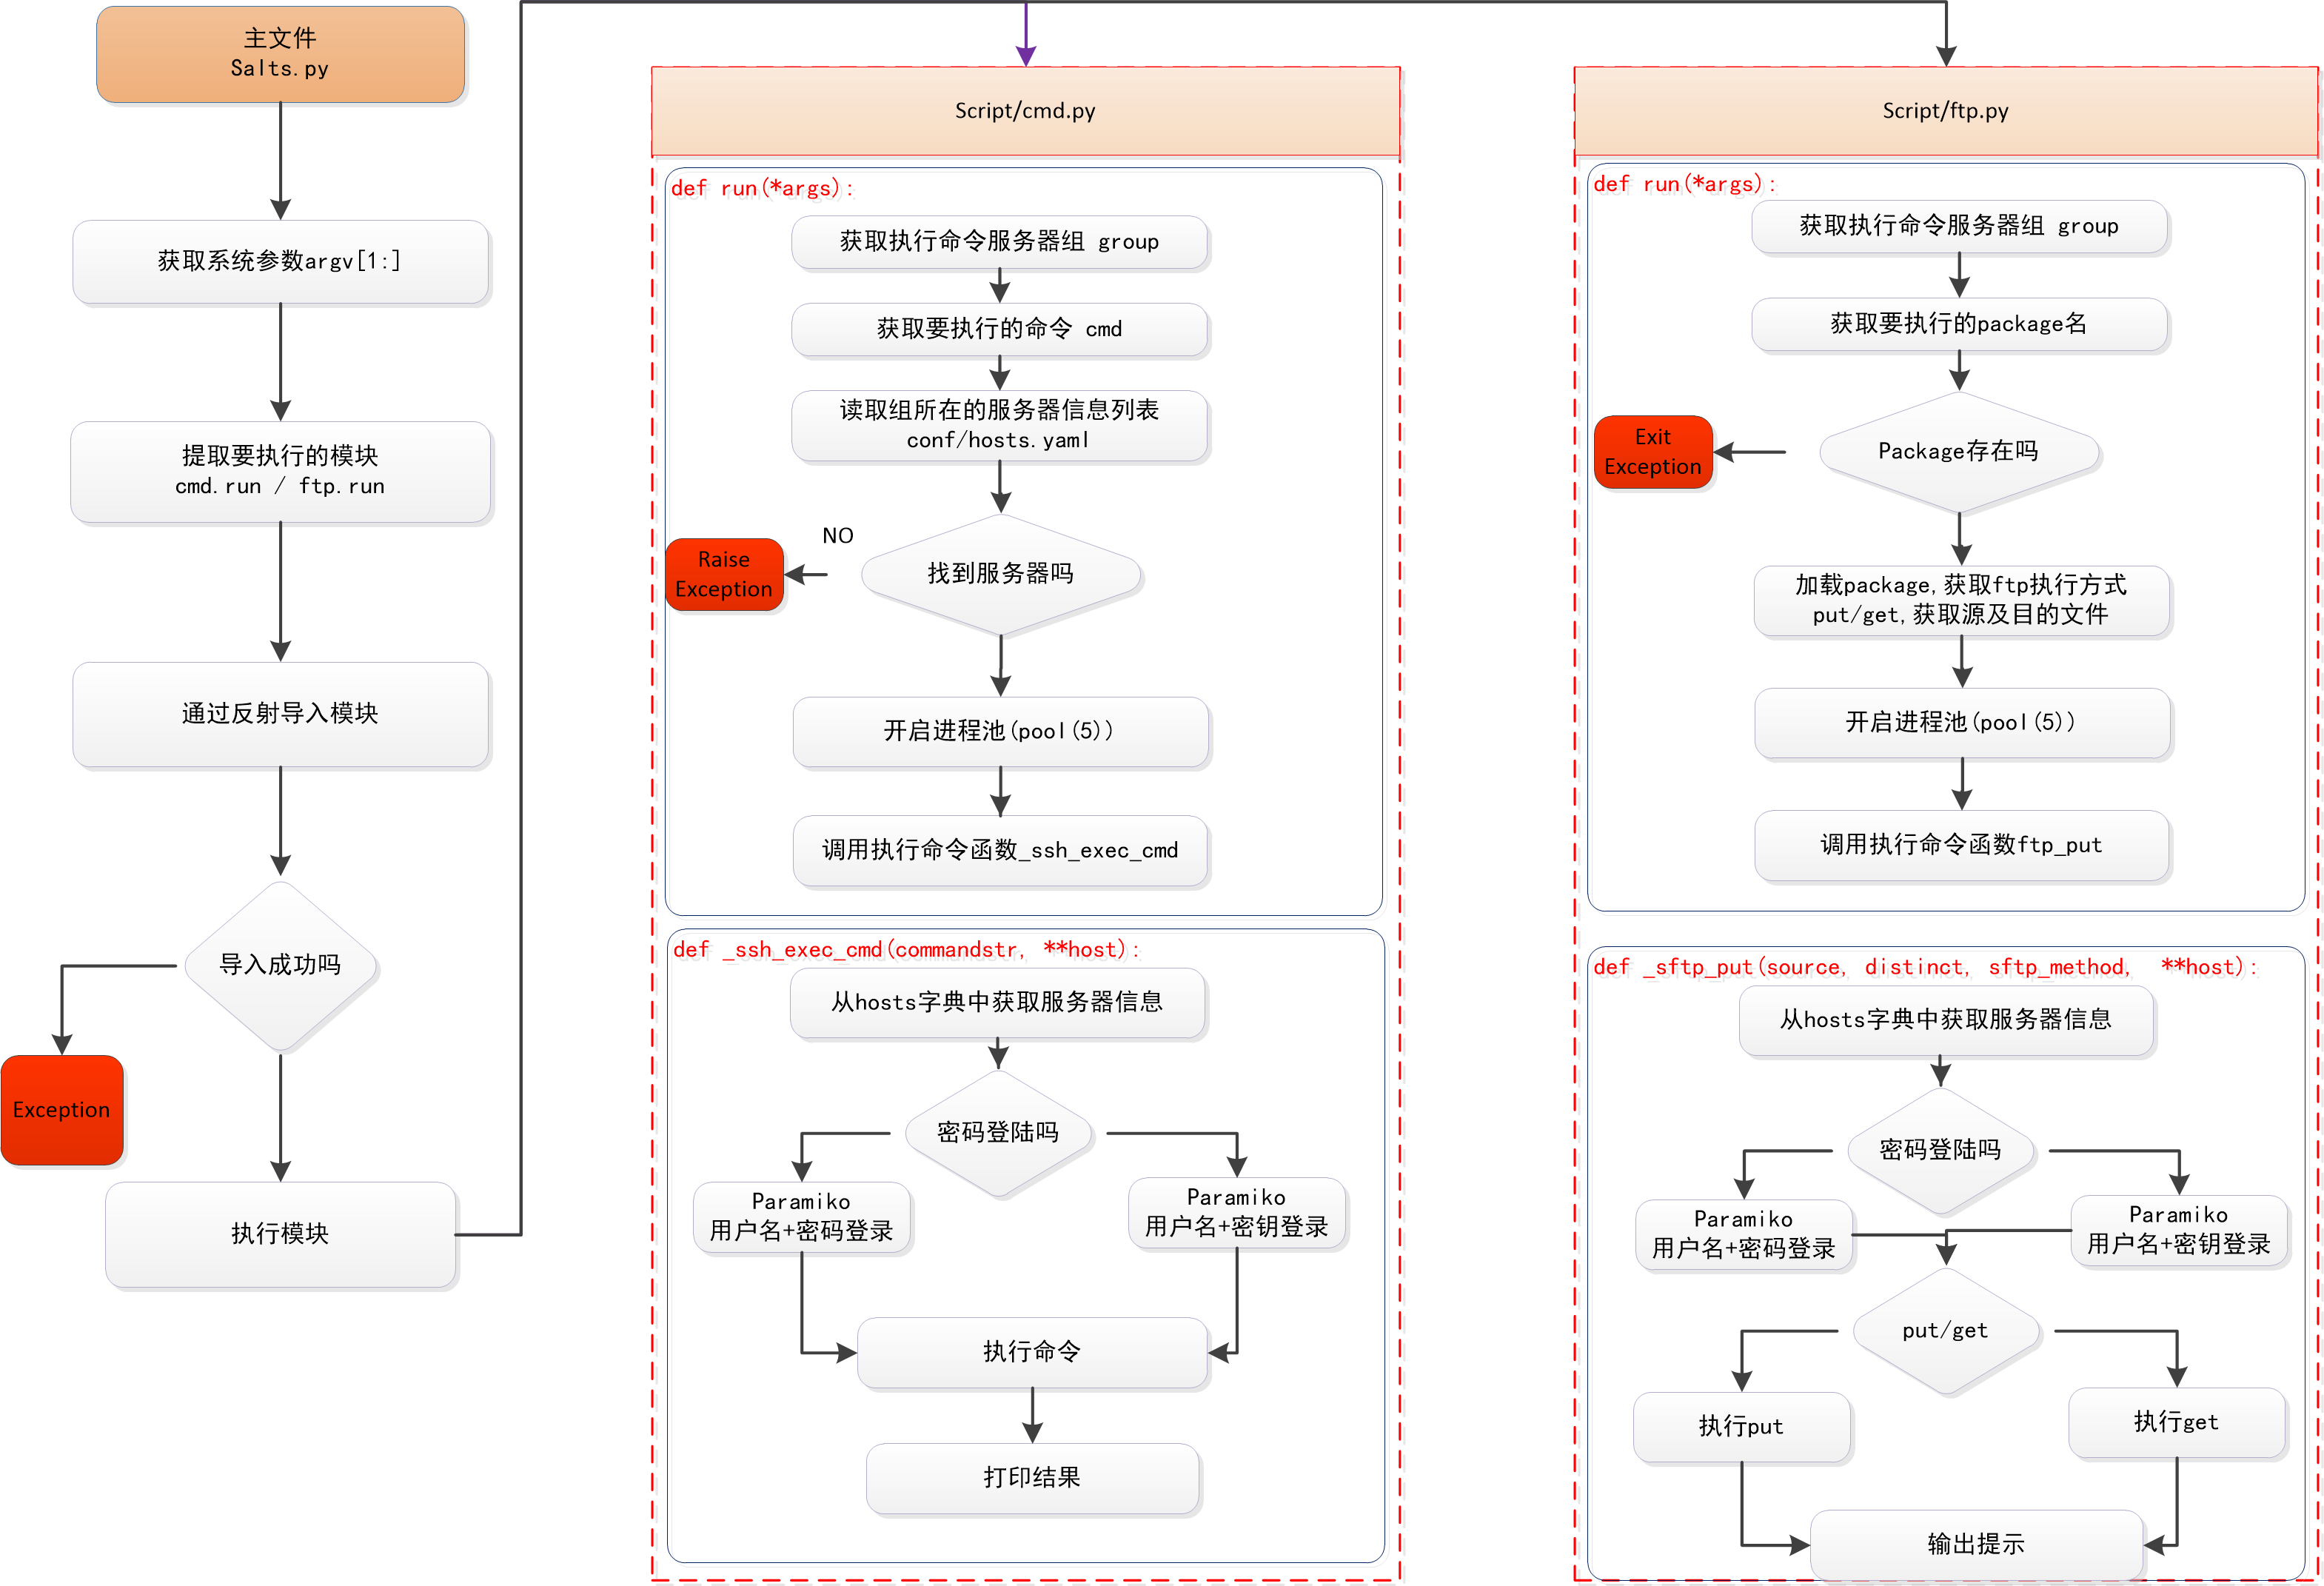 主文件
Salts.py
获取系统参数argv[1:]
提取要执行的模块
cmd.run / ftp.run
通过反射导入模块
导入成功吗
Exception
执行模块
Script/cmd.py
def run(*args):
获取执行命令服务器组 group
获取要执行的命令 cmd
读取组所在的服务器信息列表
conf/hosts.yaml
NO
Raise
Exception
找到服务器吗
开启进程池(pool(5))
调用执行命令函数_ssh_exec_cmd
def _ssh_exec_cmd(commandstr, **host):
从hosts字典中获取服务器信息
密码登陆吗
Paramiko
用户名+密码登录
Paramiko
用户名+密钥登录
执行命令
打印结果
Script/ftp.py
def run(*args):
获取执行命令服务器组 group
获取要执行的package名
Exit
Exception
Package存在吗
加载package,获取ftp执行方式
put/get,获取源及目的文件
开启进程池(pool(5))
调用执行命令函数ftp_put
def _sftp_put(source, distinct, sftp_method, **host):
从hosts字典中获取服务器信息
密码登陆吗
Paramiko
用户名+密码登录
Paramiko
用户名+密钥登录
put/get
执行put
执行get
输出提示